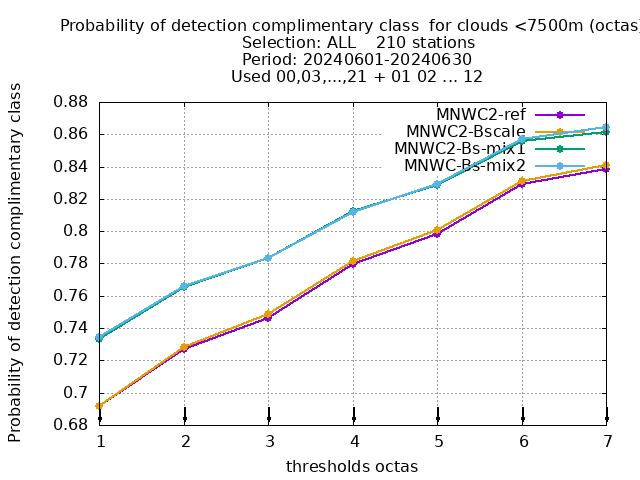 Probability of detection complimentary class  for clouds <7500m (octas)
Selection: ALL    210 stations
Period: 20240601-20240630
Used 00,03,...,21 + 01 02 ... 12
Probability of detection complimentary class
0.88
0.86
0.84
0.82
0.8
0.78
0.76
0.74
0.72
0.7
0.68
MNWC2-ref
MNWC2-Bscale
MNWC2-Bs-mix1
MNWC-Bs-mix2
1 2 3 4 5 6 7
thresholds octas